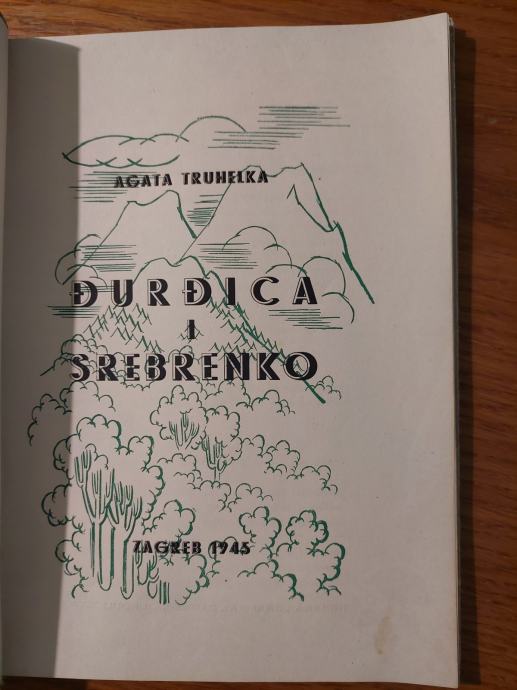 AGATA TRUHELKA
ĐURĐICA
I
SREBRENKO
ZAGREB 1945